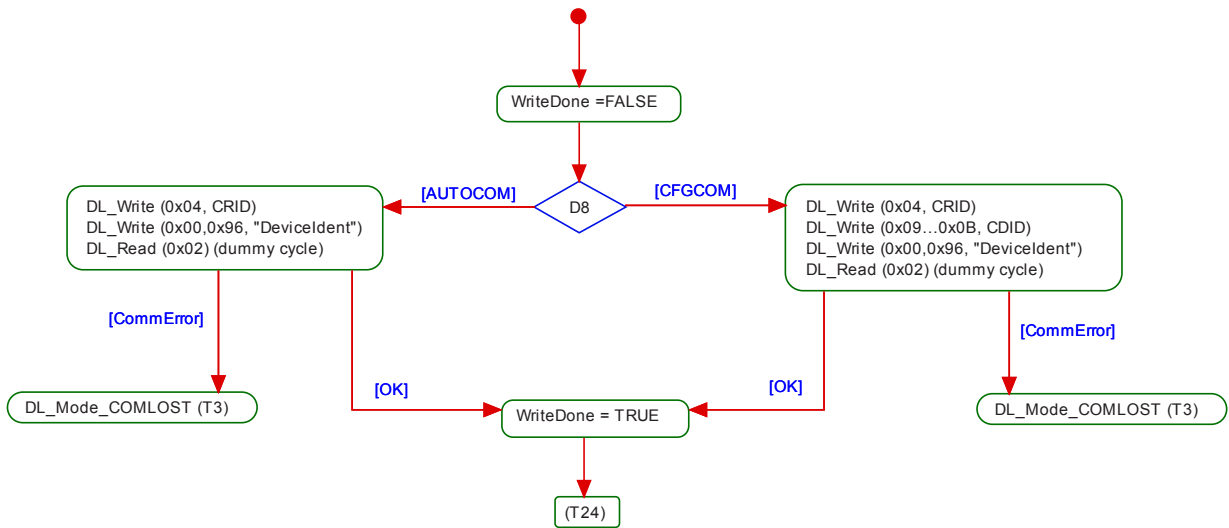 WriteDone =FALSE
[AUTOCOM]
D8
[CFGCOM]
DL_Write (0x04, CRID)
DL_Write (0x00,0x96, "DeviceIdent")
DL_Read (0x02) (dummy cycle)
DL_Write (0x04, CRID)
DL_Write (0x09...0x0B, CDID)
DL_Write (0x00,0x96, "DeviceIdent")
DL_Read (0x02) (dummy cycle)
[CommError]
[OK]
[OK]
[CommError]
DL_Mode_COMLOST (T3)
WriteDone = TRUE
DL_Mode_COMLOST (T3)
(T24)